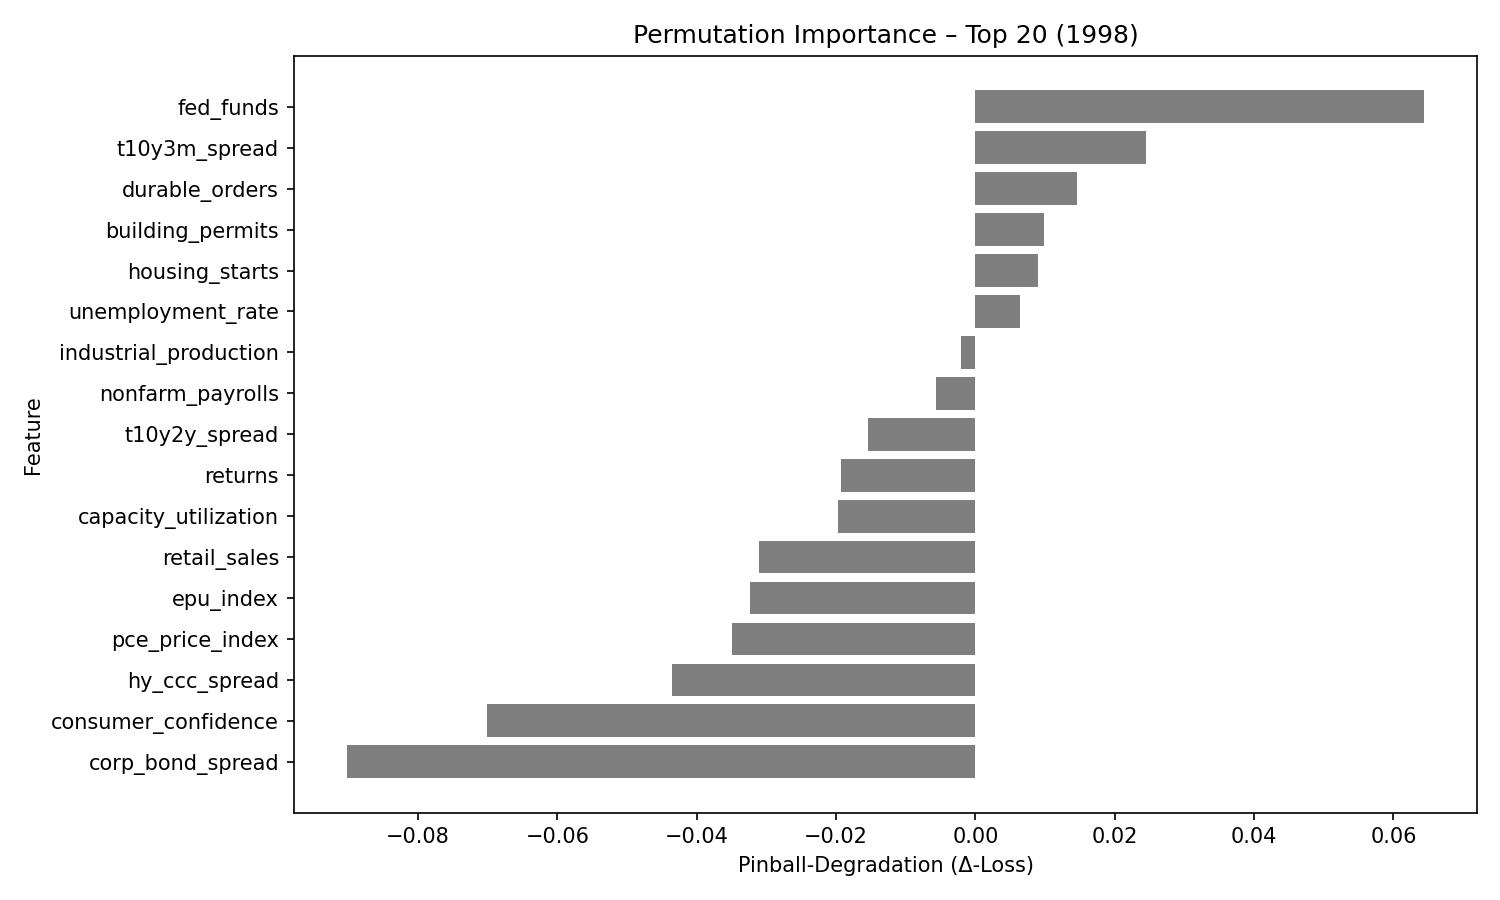 Permutation Importance – Top 20 (1998)
fed_funds
t10y3m_spread
durable_orders
building_permits
housing_starts
unemployment_rate
industrial_production
nonfarm_payrolls
t10y2y_spread
returns
capacity_utilization
retail_sales
epu_index
pce_price_index
hy_ccc_spread
consumer_confidence
corp_bond_spread
Feature
−0.08 −0.06 −0.04 −0.02 0.00 0.02 0.04 0.06
Pinball-Degradation (Δ-Loss)